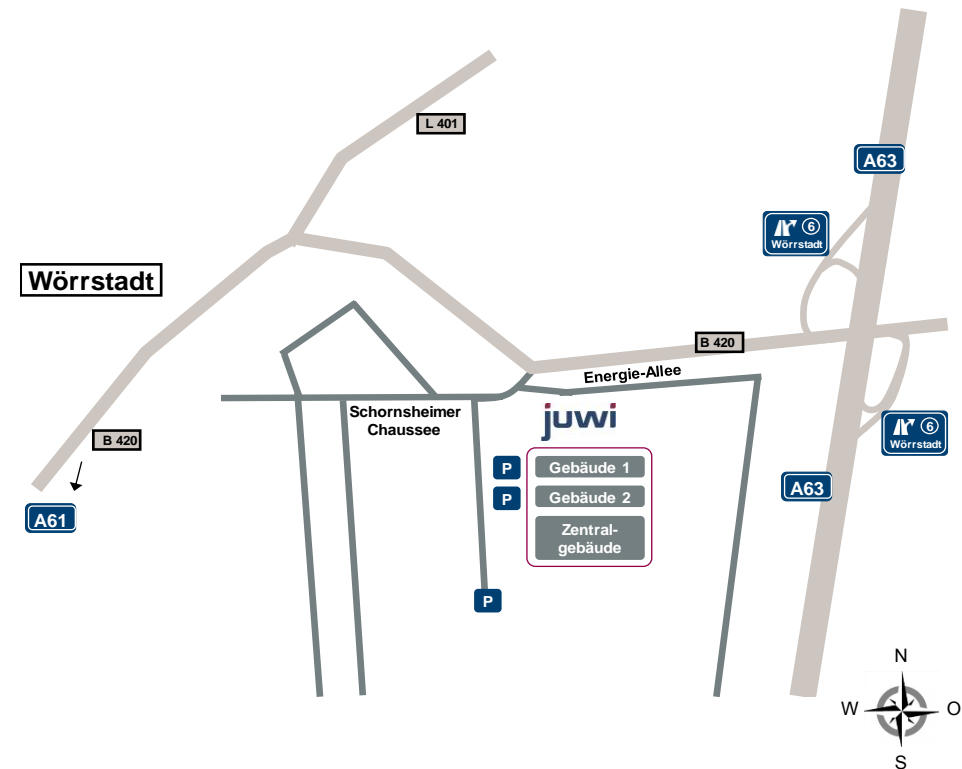 L 401
A63
6
Wörrstadt
Wörrstadt
B 420
Energie-Allee
Schornsheimer
Chaussee
juwi
6
Wörrstadt
B 420
P
Gebäude 1
A63
P
Gebäude 2
A61
Zentral-
gebäude
P
N
W
O
S